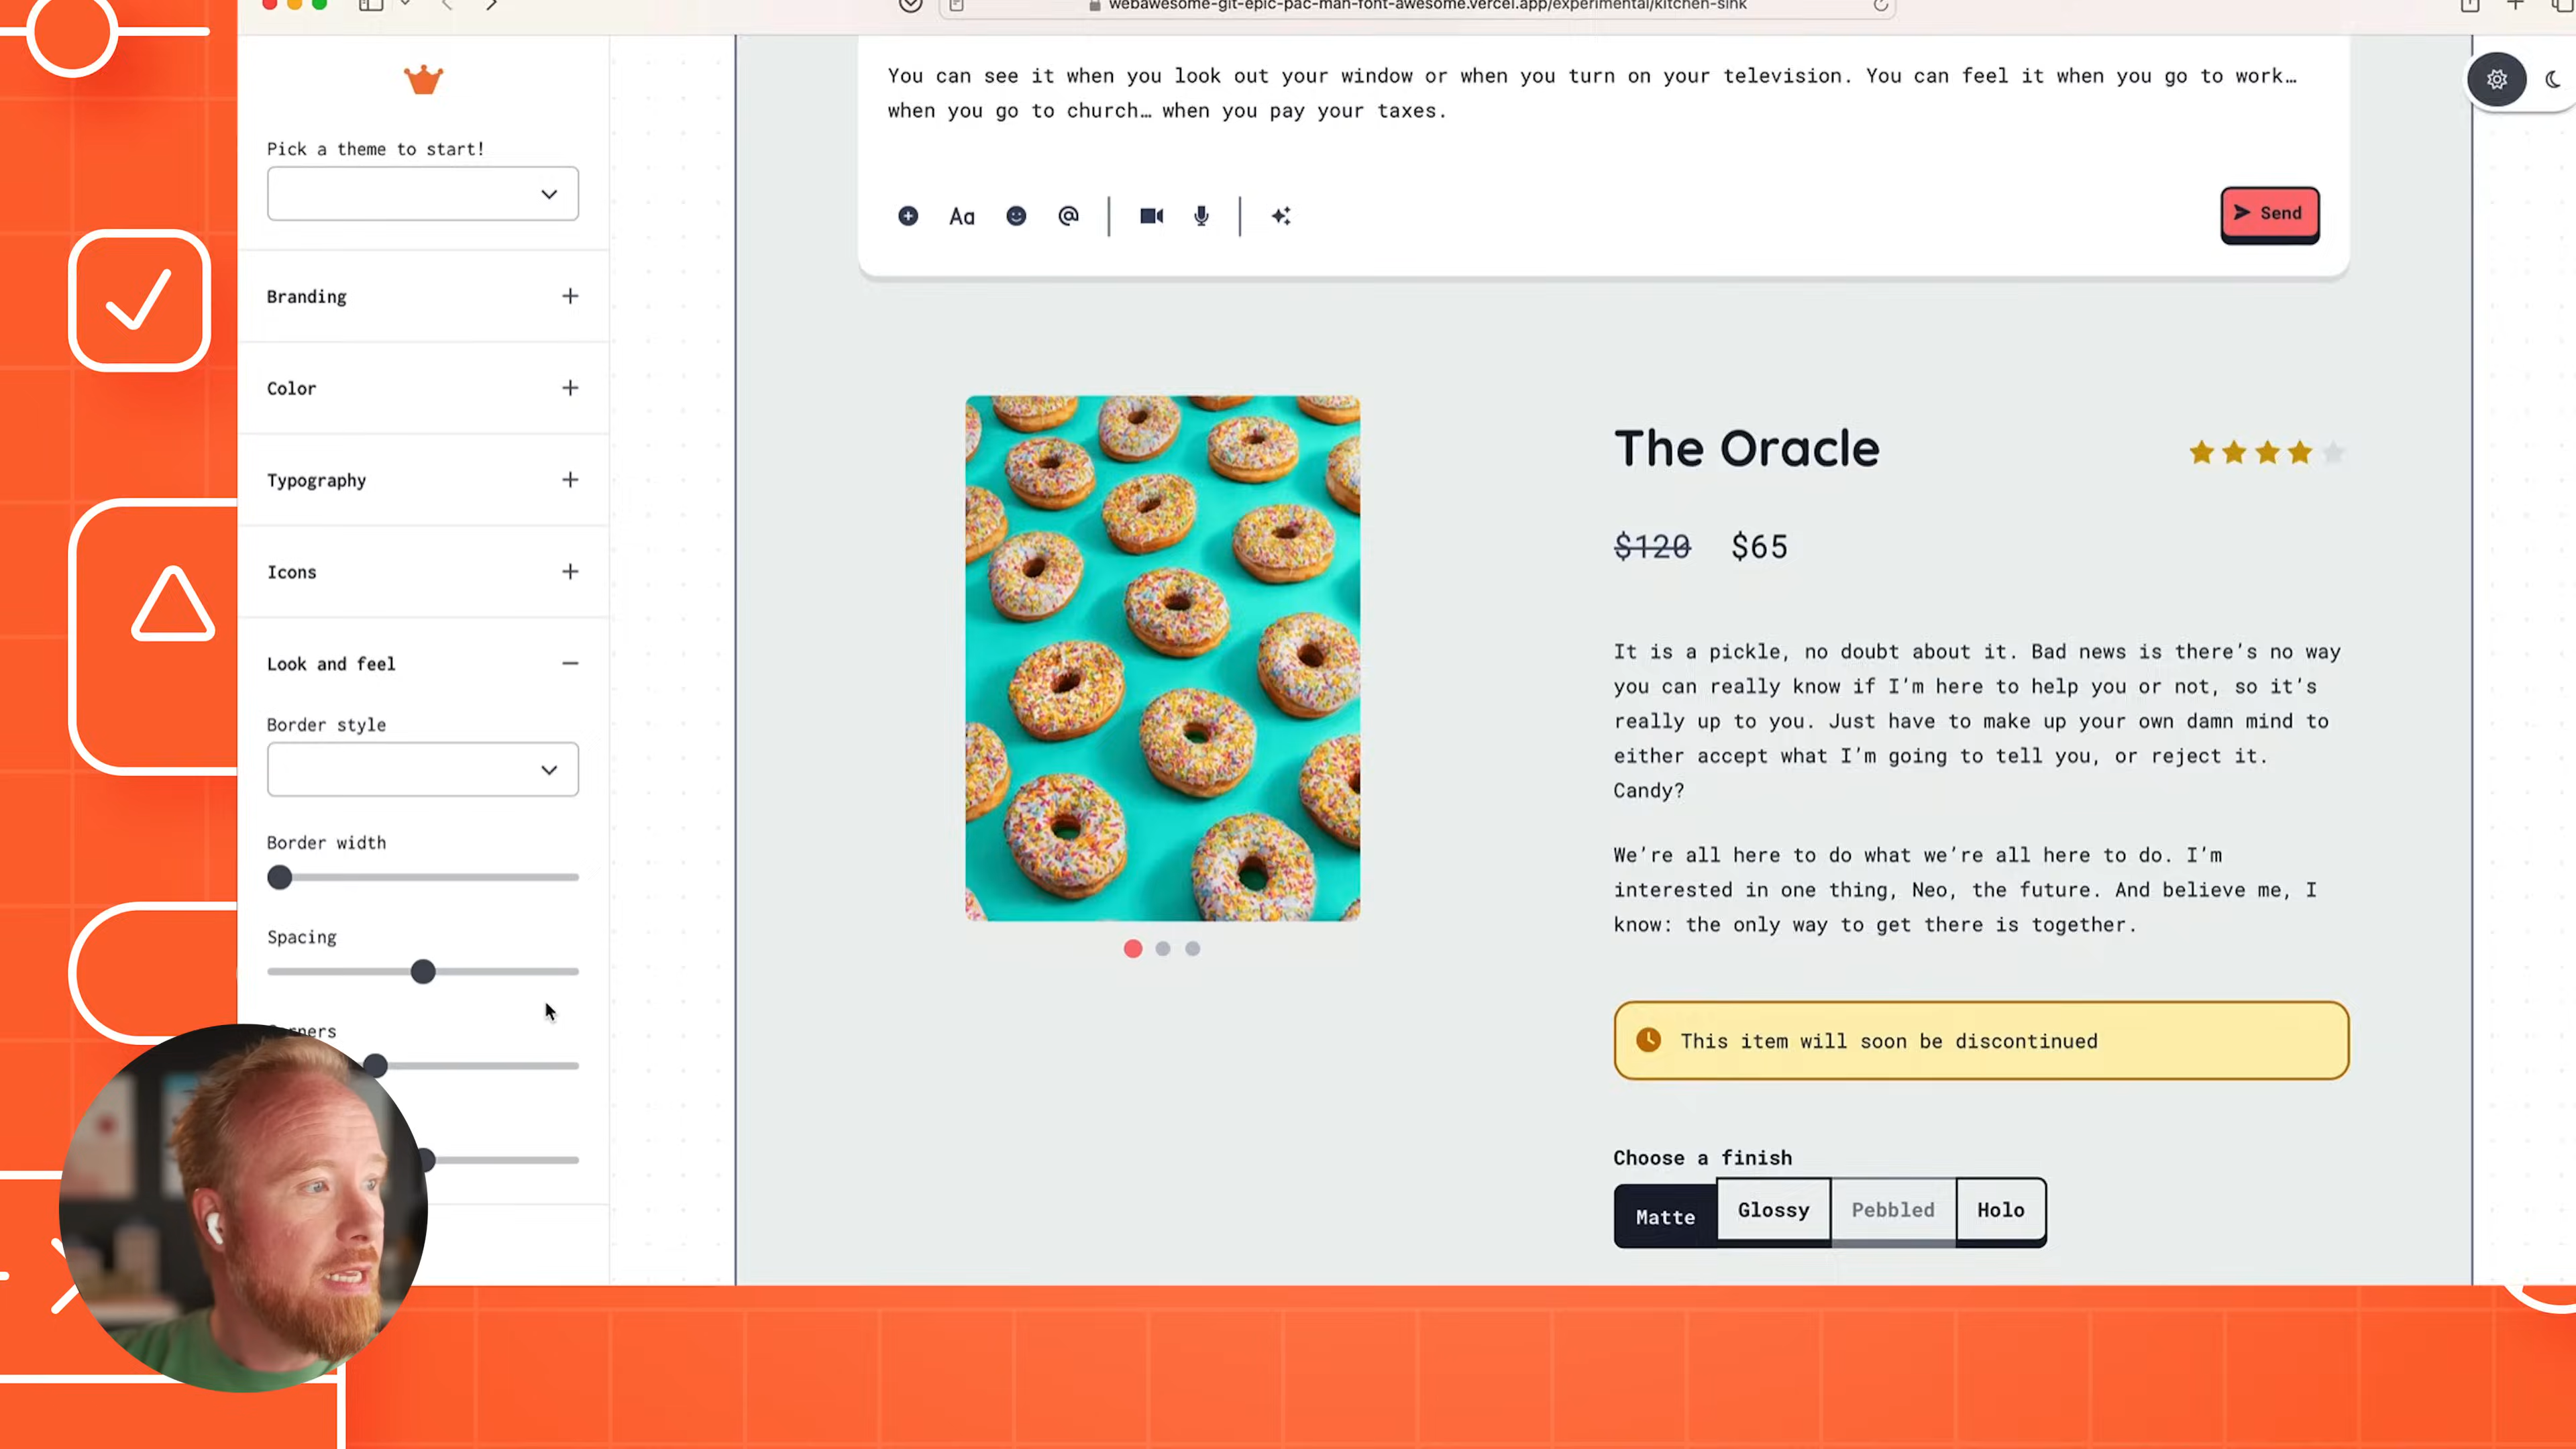 webawesome-git-epic-pac-man-font-awesome.vercel.app/experimental/kitchen-sink
Pick a theme to start!
Branding
Color
Typography
Icons
Look and feel
Border style
Border width
Spacing
You can see it when you look out your window or when you turn on your television. You can feel it when you go to work…
when you go to church… when you pay your taxes.
Aa
Send
The Oracle
$120 $65
It is a pickle, no doubt about it. Bad news is there’s no way
you can really know if I’m here to help you or not, so it’s
really up to you. Just have to make up your own damn mind to
either accept what I’m going to tell you, or reject it.
Candy?
We’re all here to do what we’re all here to do. I’m
interested in one thing, Neo, the future. And believe me, I
know: the only way to get there is together.
This item will soon be discontinued
Choose a finish
Matte Glossy Pebbled Holo